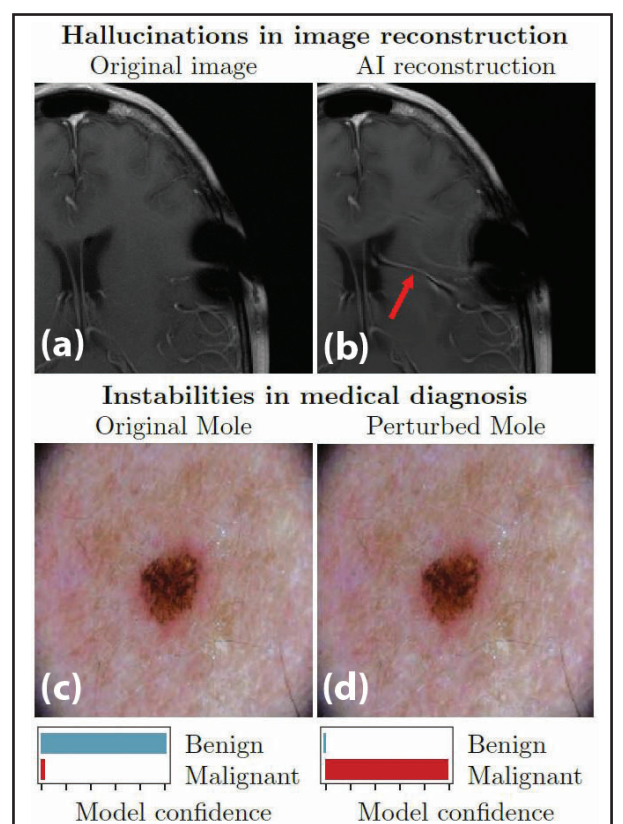 Hallucinations in image reconstruction
Original image AI reconstruction
(a) (b)
Instabilities in medical diagnosis
Original Mole Perturbed Mole
(c) (d)
Benign Benign
Malignant Malignant
Model confidence Model confidence